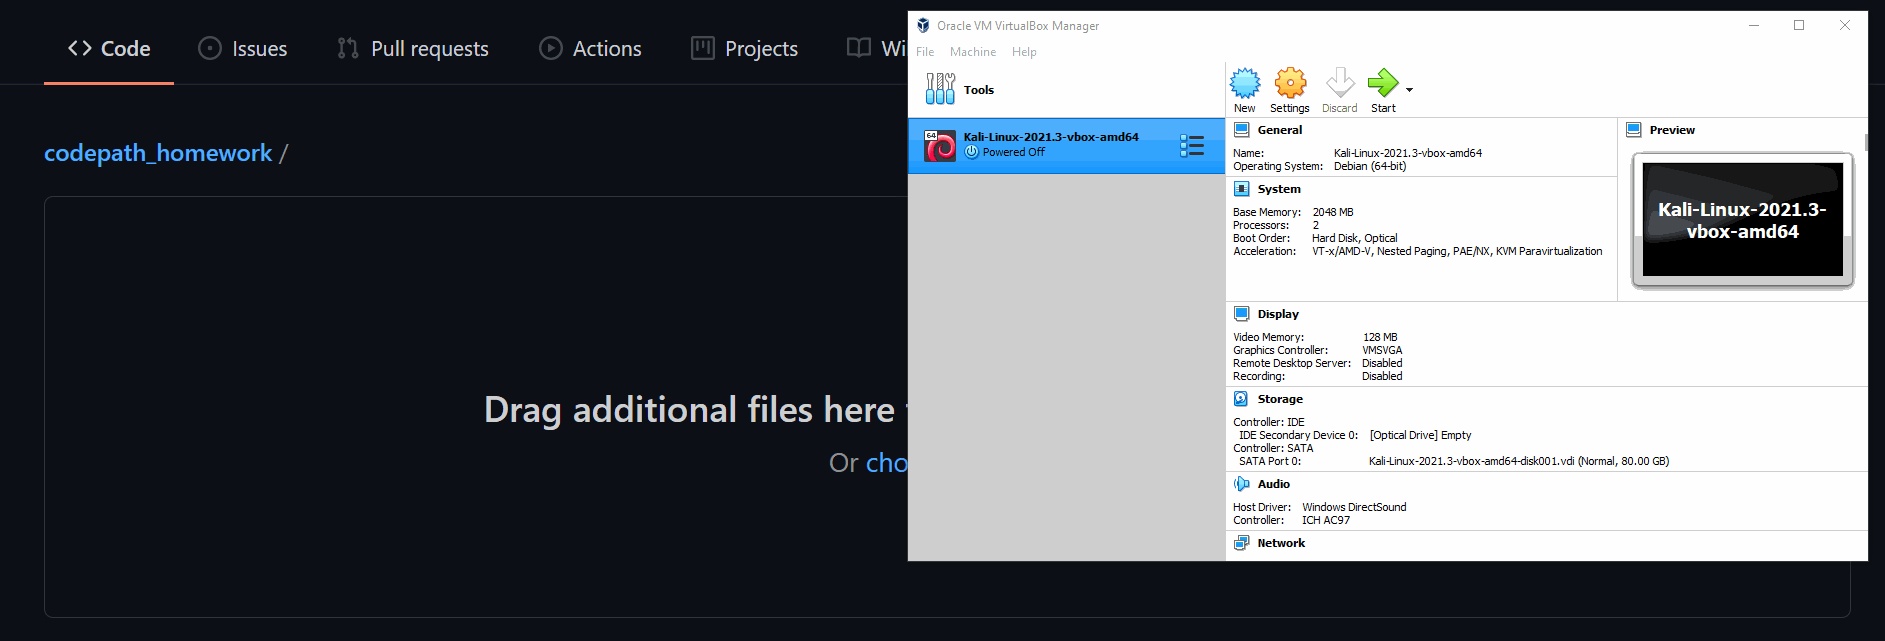 Code Issues Pull requests Actions Projects Wi
codepath_homework /
Drag additional files here
Or cho
Oracle VM VirtualBox Manager
File Machine Help
Tools
64
Kali-Linux-2021.3-vbox-amd64
Powered Off
New Settings Discard Start
General
Name: Kali-Linux-2021.3-vbox-amd64
Operating System: Debian (64-bit)
System
Base Memory: 2048 MB
Processors: 2
Boot Order: Hard Disk, Optical
Acceleration: VT-x/AMD-V, Nested Paging, PAE/NX, KVM Paravirtualization
Preview
Kali-Linux-2021.3-
vbox-amd64
Display
Video Memory: 128 MB
Graphics Controller: VMSVGA
Remote Desktop Server: Disabled
Recording: Disabled
Storage
Controller: IDE
IDE Secondary Device 0: [Optical Drive] Empty
Controller: SATA
SATA Port 0: Kali-Linux-2021.3-vbox-amd64-disk001.vdi (Normal, 80.00 GB)
Audio
Host Driver: Windows DirectSound
Controller: ICH AC97
Network